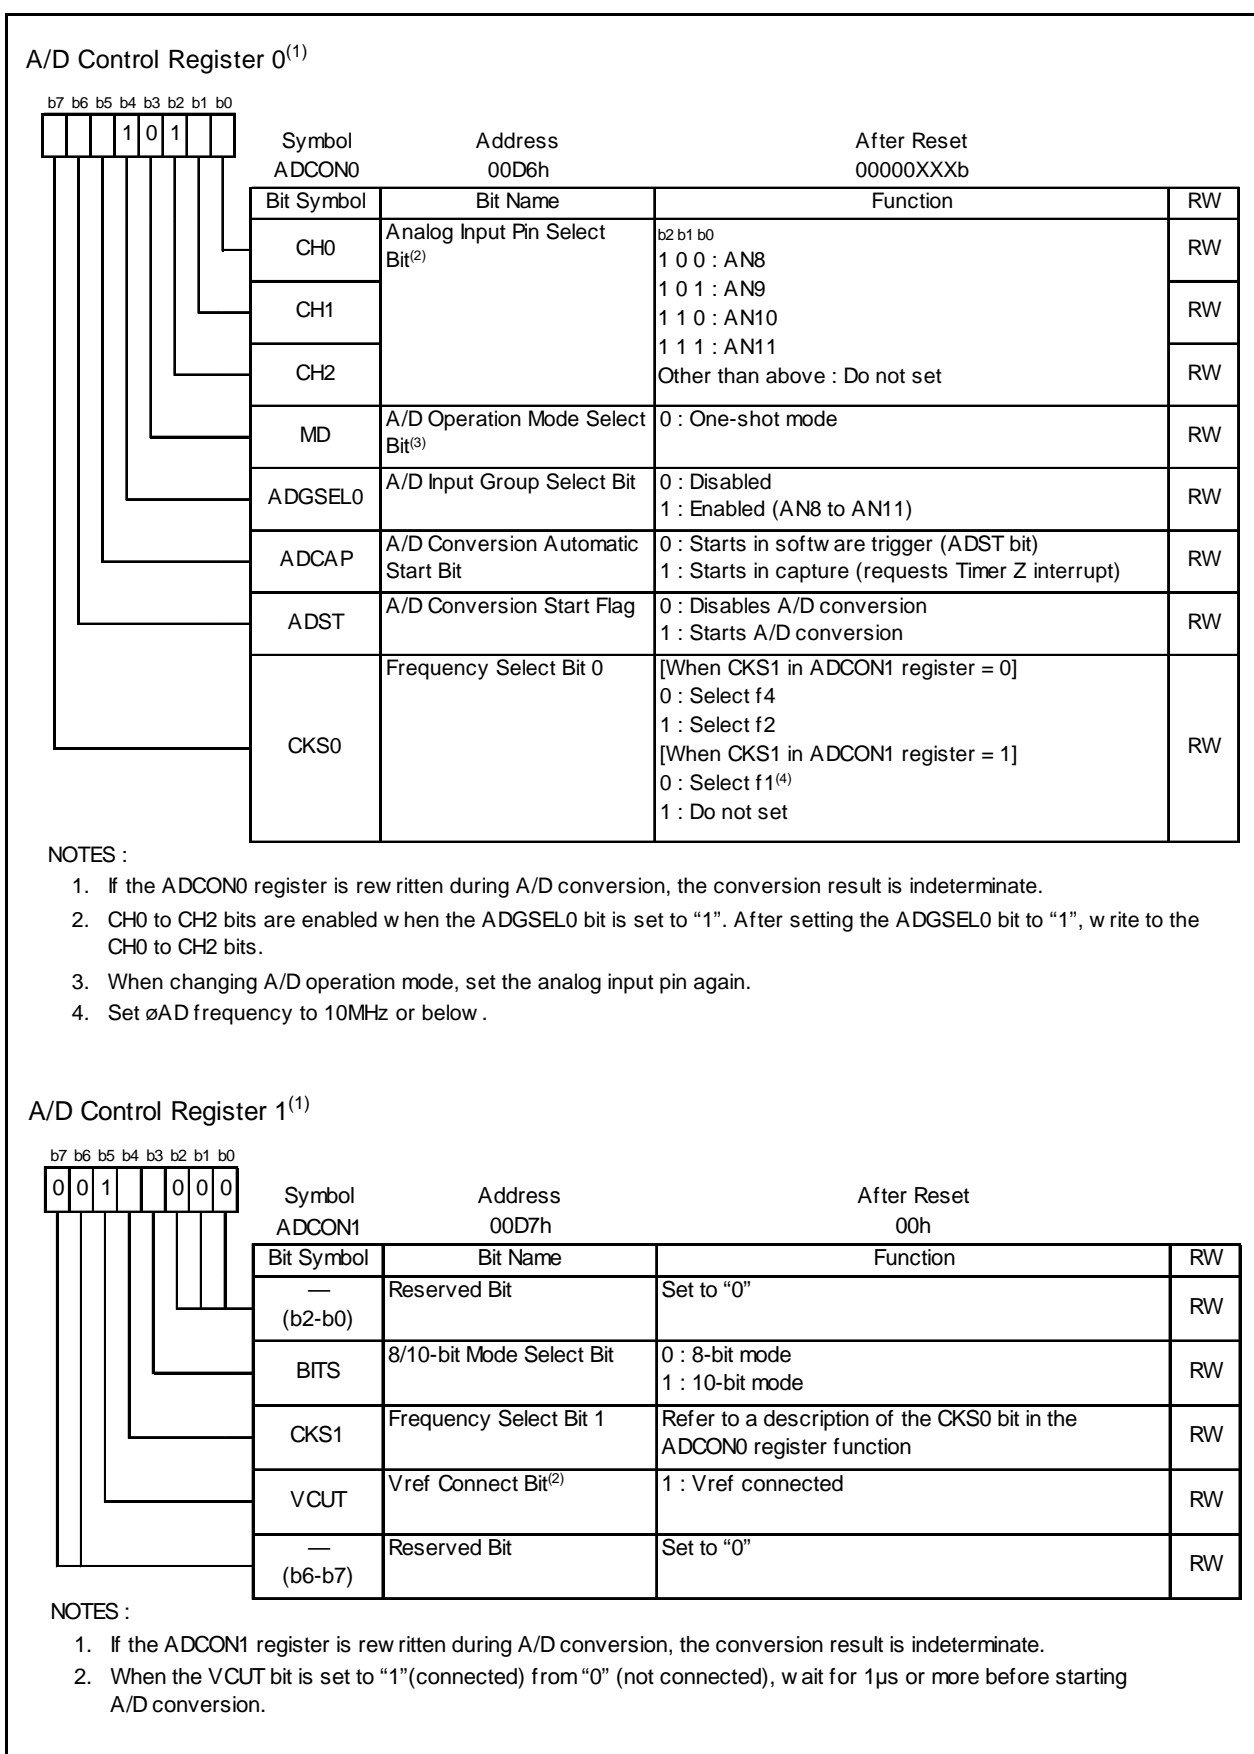 A/D Control Register 0(1)
b7 b6 b5 b4 b3 b2 b1 b0
1 0 1
Symbol Address After Reset
ADCON0 00D6h 00000XXXb
Bit Symbol Bit Name Function RW
CH0 Analog Input Pin Select Bit(2) b2 b1 b0 RW
1 0 0 : AN8
1 0 1 : AN9
CH1 RW
1 1 0 : AN10
1 1 1 : AN11
CH2 Other than above : Do not set RW
MD A/D Operation Mode Select Bit(3) 0 : One-shot mode RW
ADGSEL0 A/D Input Group Select Bit 0 : Disabled RW
1 : Enabled (AN8 to AN11)
ADCAP A/D Conversion Automatic Start Bit 0 : Starts in software trigger (ADST bit) RW
1 : Starts in capture (requests Timer Z interrupt)
ADST A/D Conversion Start Flag 0 : Disables A/D conversion RW
1 : Starts A/D conversion
CKS0 Frequency Select Bit 0 [When CKS1 in ADCON1 register = 0] RW
0 : Select f4
1 : Select f2
[When CKS1 in ADCON1 register = 1]
0 : Select f1(4)
1 : Do not set
NOTES :
1. If the ADCON0 register is rewritten during A/D conversion, the conversion result is indeterminate.
2. CH0 to CH2 bits are enabled when the ADGSEL0 bit is set to “1”. After setting the ADGSEL0 bit to “1”, write to the
CH0 to CH2 bits.
3. When changing A/D operation mode, set the analog input pin again.
4. Set øAD frequency to 10MHz or below.
A/D Control Register 1(1)
b7 b6 b5 b4 b3 b2 b1 b0
0 0 1 0 0 0
Symbol Address After Reset
ADCON1 00D7h 00h
Bit Symbol Bit Name Function RW
— (b2-b0) Reserved Bit Set to “0” RW
BITS 8/10-bit Mode Select Bit 0 : 8-bit mode RW
1 : 10-bit mode
CKS1 Frequency Select Bit 1 Refer to a description of the CKS0 bit in the RW
ADCON0 register function
VCUT Vref Connect Bit(2) 1 : Vref connected RW
— (b6-b7) Reserved Bit Set to “0” RW
NOTES :
1. If the ADCON1 register is rewritten during A/D conversion, the conversion result is indeterminate.
2. When the VCUT bit is set to “1”(connected) from “0” (not connected), wait for 1µs or more before starting
A/D conversion.